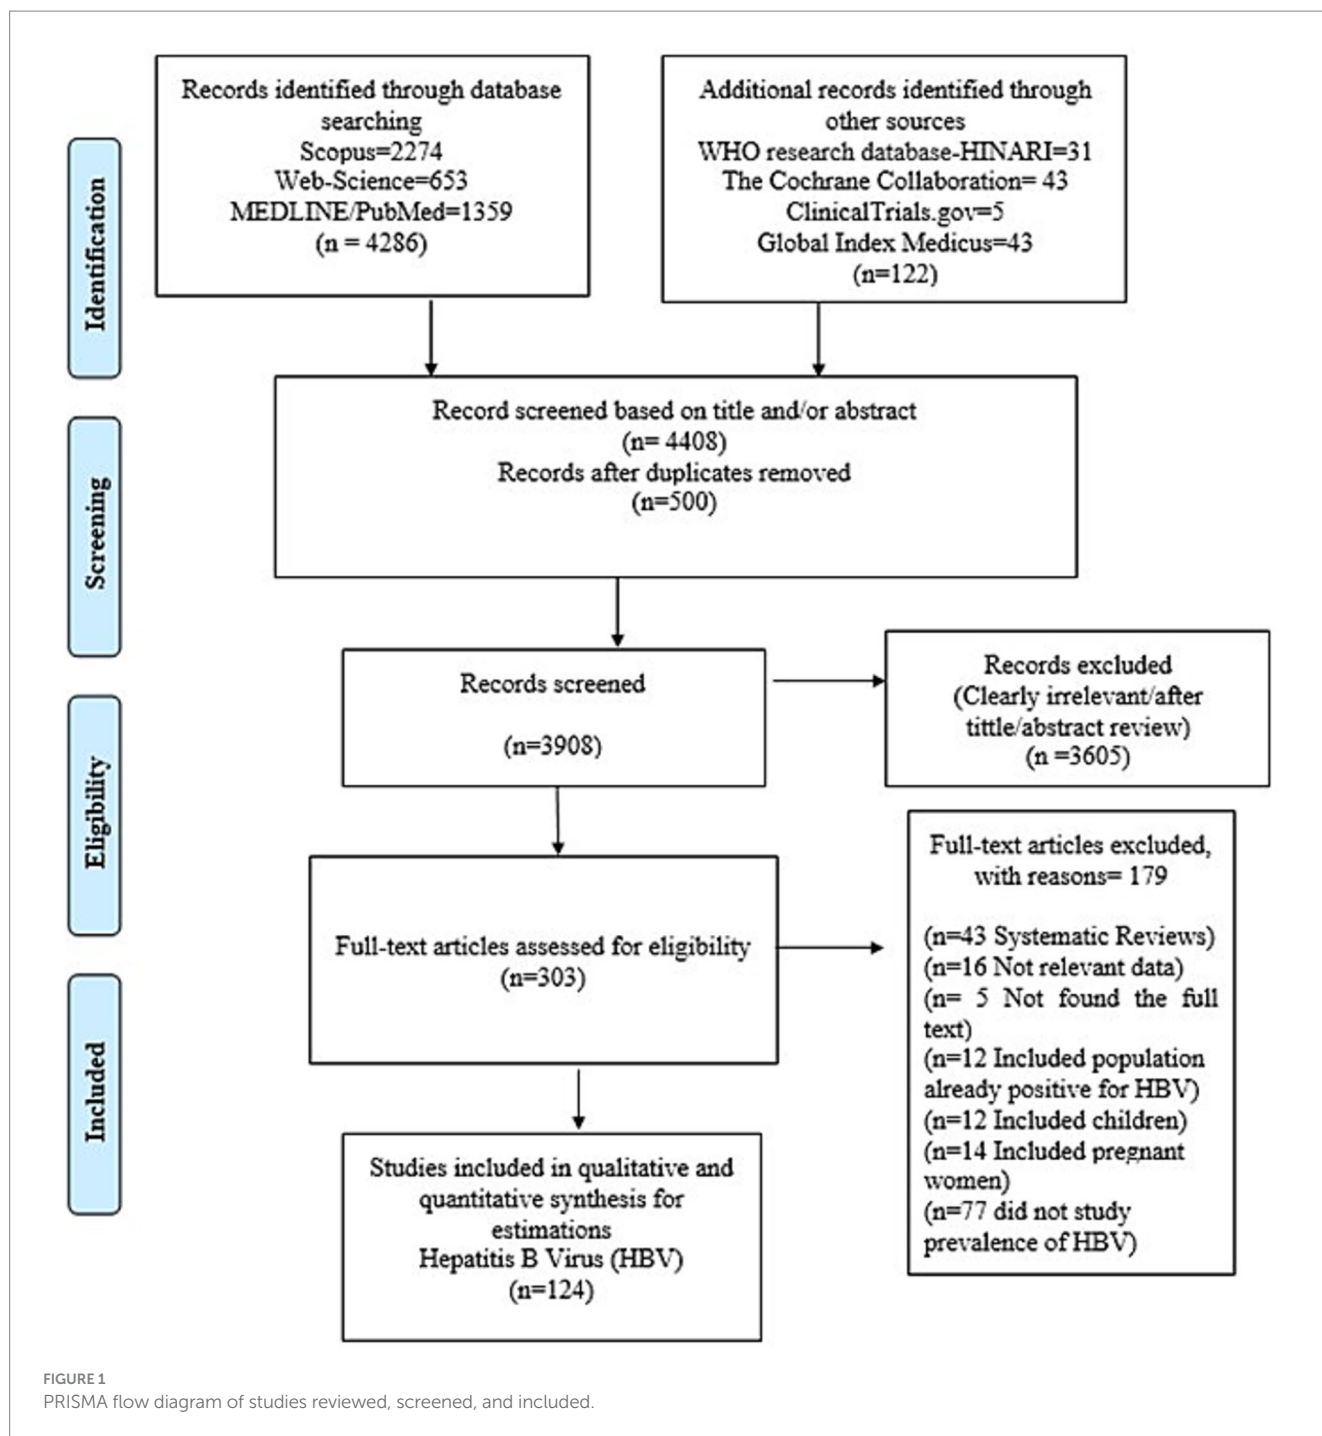 Records identified through database
searching
Scopus=2274
Web-Science=653
MEDLINE/PubMed=1359
(n = 4286)
Additional records identified through
other sources
WHO research database-HINARI=31
The Cochrane Collaboration= 43
ClinicalTrials.gov=5
Global Index Medicus=43
(n=122)
Identification
Record screened based on title and/or abstract
(n= 4408)
Records after duplicates removed
(n=500)
Screening
Records screened
(n=3908)
Records excluded
(Clearly irrelevant/after
tittle/abstract review)
(n =3605)
Eligibility
Full-text articles assessed for eligibility
(n=303)
Full-text articles excluded,
with reasons= 179
(n=43 Systematic Reviews)
(n=16 Not relevant data)
(n= 5 Not found the full
text)
(n=12 Included population
already positive for HBV)
(n=12 Included children)
(n=14 Included pregnant
women)
(n=77 did not study
prevalence of HBV)
Included
Studies included in qualitative and
quantitative synthesis for
estimations
Hepatitis B Virus (HBV)
(n=124)
FIGURE 1
PRISMA flow diagram of studies reviewed, screened, and included.